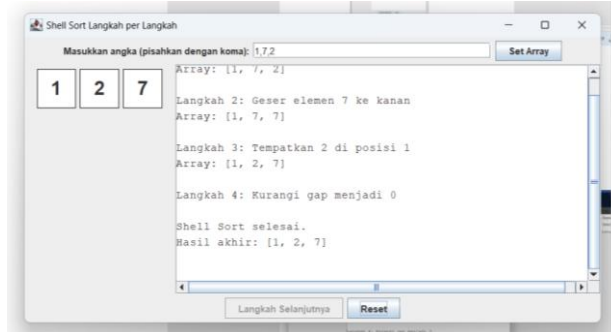 Shell Sort Langkah per Langkah
Masukkan angka (pisahkan dengan koma): 1,7,2 Set Array
1 2 7
Array: [1, 7, 2]
Langkah 2: Geser elemen 7 ke kanan
Array: [1, 7, 7]
Langkah 3: Tempatkan 2 di posisi 1
Array: [1, 2, 7]
Langkah 4: Kurangi gap menjadi 0
Shell Sort selesai.
Hasil akhir: [1, 2, 7]
Langkah Selanjutnya Reset